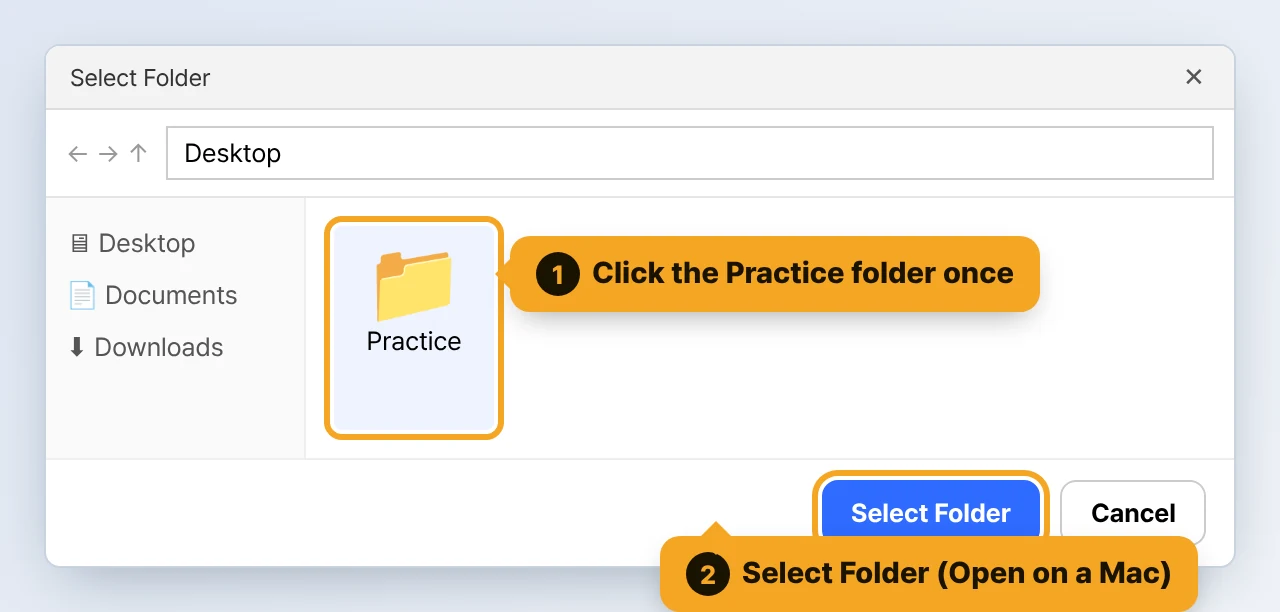 Select Folder
Desktop
Desktop
Documents
Downloads
Practice
1 Click the Practice folder once
Select Folder
Cancel
2 Select Folder (Open on a Mac)